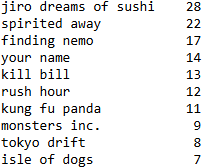 jiro dreams of sushi 28
spirited away 22
finding nemo 17
your name 14
kill bill 13
rush hour 12
kung fu panda 11
monsters inc. 9
tokyo drift 8
isle of dogs 7